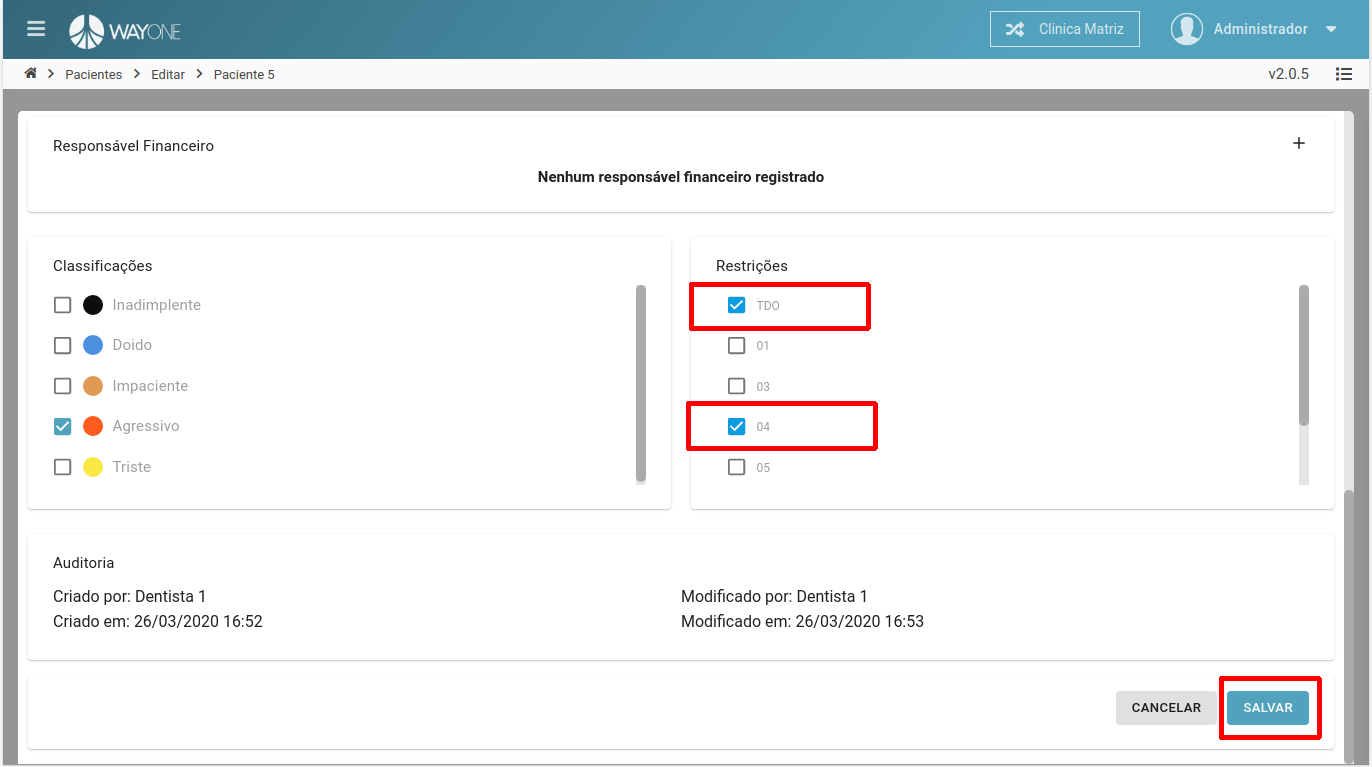 WAYONE
Clinica Matriz
Administrador
Pacientes
Editar
Paciente 5
v2.0.5
Responsável Financeiro
Nenhum responsável financeiro registrado
Classificações
Inadimplente
Doido
Impaciente
Agressivo
Triste
Restrições
TDO
01
03
04
05
Auditoria
Criado por: Dentista 1
Criado em: 26/03/2020 16:52
Modificado por: Dentista 1
Modificado em: 26/03/2020 16:53
CANCELAR
SALVAR